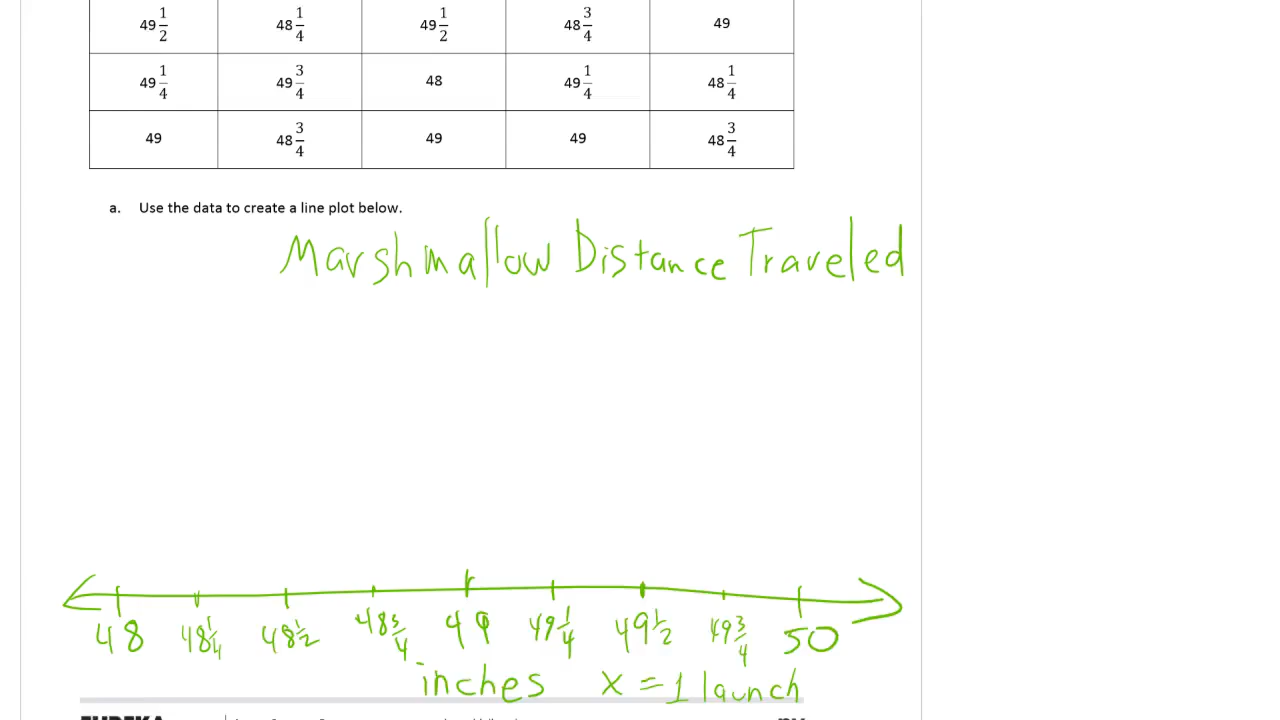 49 1/2 48 1/4 49 1/2 48 3/4 49
49 1/4 49 3/4 48 49 1/4 48 1/4
49 48 3/4 49 49 48 3/4
a. Use the data to create a line plot below.
Marshmallow Distance Traveled
48 48 1/4 48 1/2 48 3/4 49 49 1/4 49 1/2 49 3/4 50
inches x = 1 launch
EUREKA